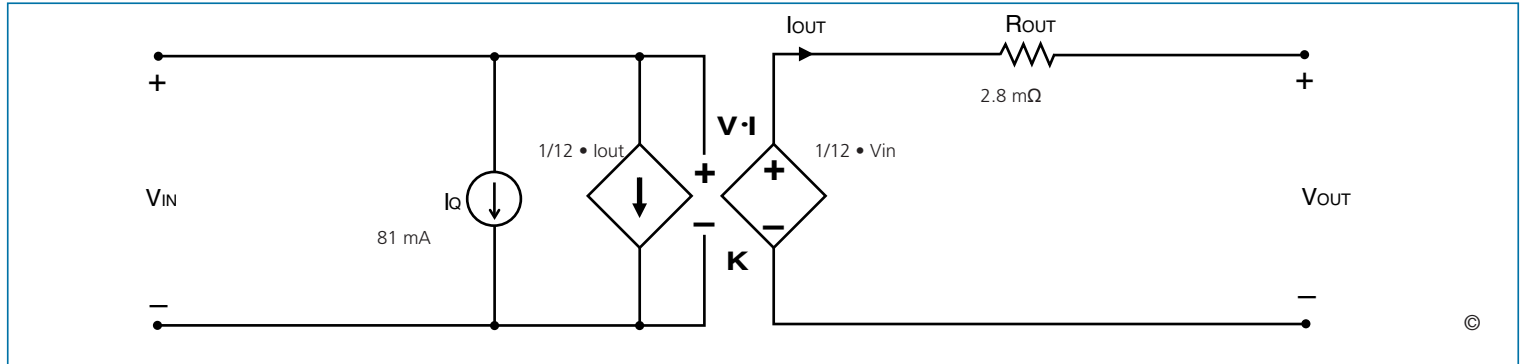 IOUT
ROUT
+
+
2.8 mΩ
V•I
1/12 • Iout
1/12 • Vin
+
+
VIN
IQ
VOUT
81 mA
–
–
K
–
–
©